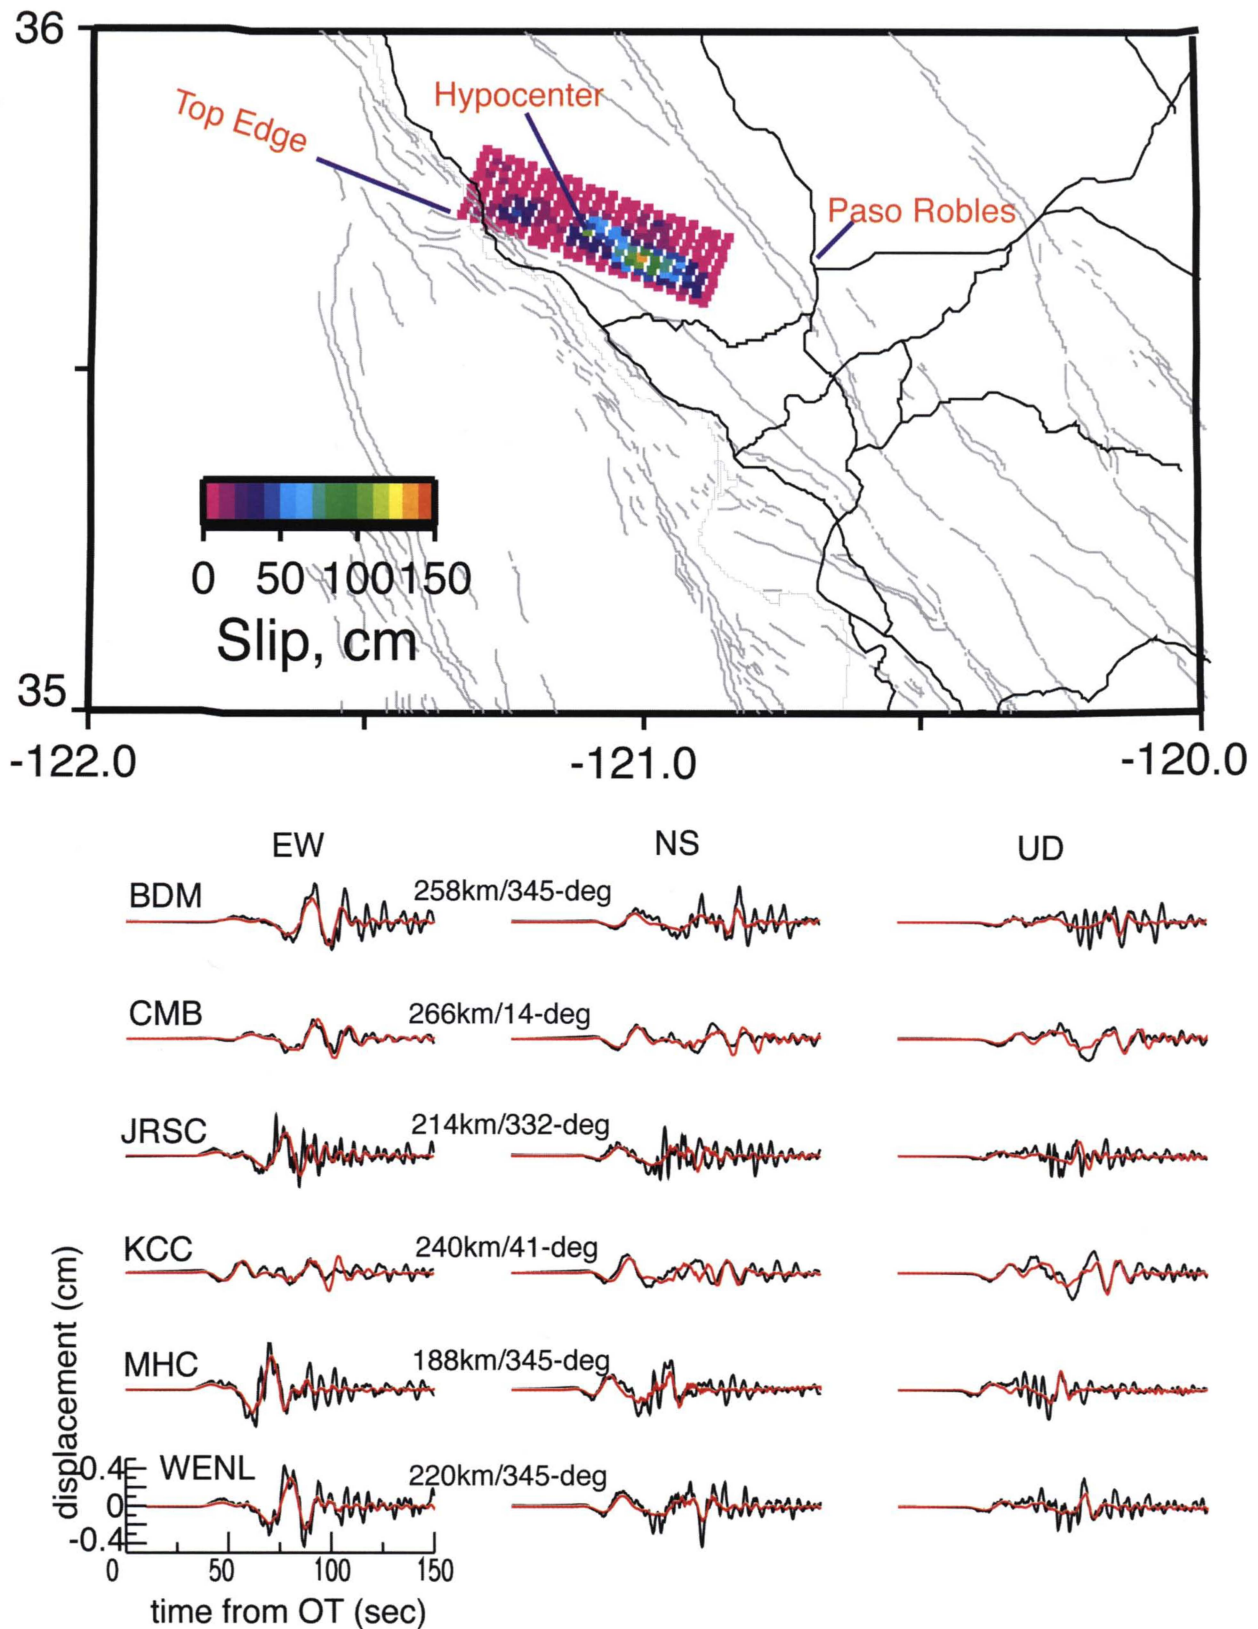 36
Top Edge
Hypocenter
Paso Robles
0 50 100 150
Slip, cm
35
-122.0 -121.0 -120.0
EW NS UD
BDM 258km/345-deg
CMB 266km/14-deg
JRSC 214km/332-deg
KCC 240km/41-deg
MHC 188km/345-deg
WENL 220km/345-deg
displacement (cm)
0.4
0
-0.4
0 50 100 150
time from OT (sec)